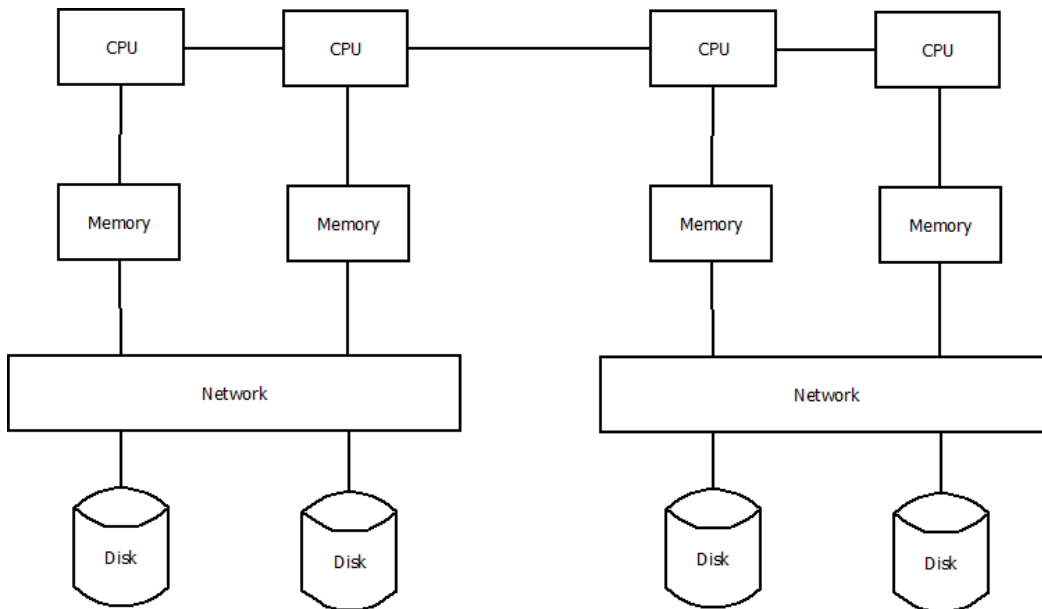 CPU
CPU
CPU
CPU
Memory
Memory
Memory
Memory
Network
Network
Disk
Disk
Disk
Disk